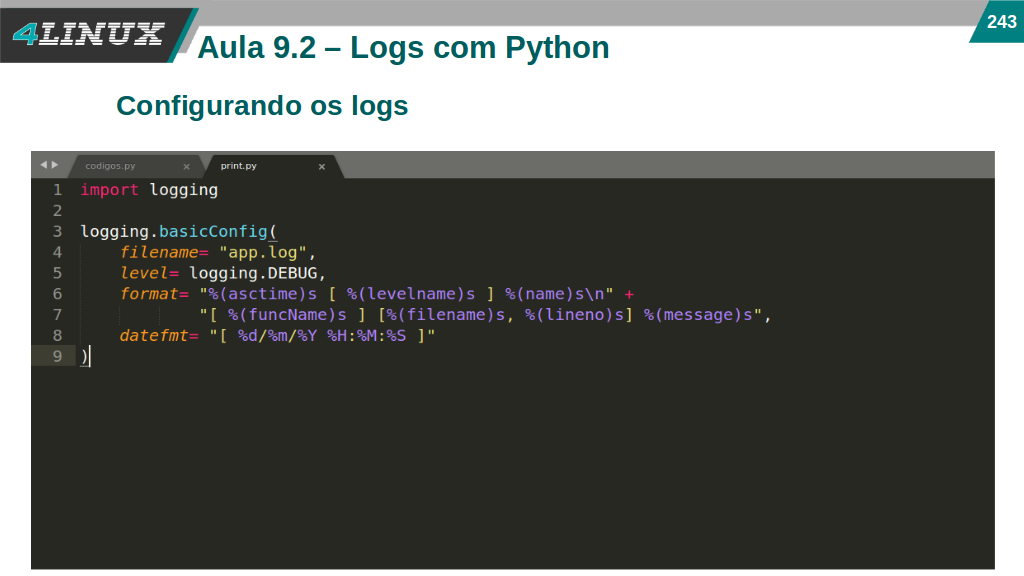 4LINUX
243
Aula 9.2 – Logs com Python
Configurando os logs
codigos.py × print.py ×
1 import logging
2
3 logging.basicConfig(
4     filename= "app.log",
5     level= logging.DEBUG,
6     format= "%(asctime)s [ %(levelname)s ] %(name)s\n" +
7             "[ %(funcName)s ] [%(filename)s, %(lineno)s] %(message)s",
8     datefmt= "[ %d/%m/%Y %H:%M:%S ]"
9 )